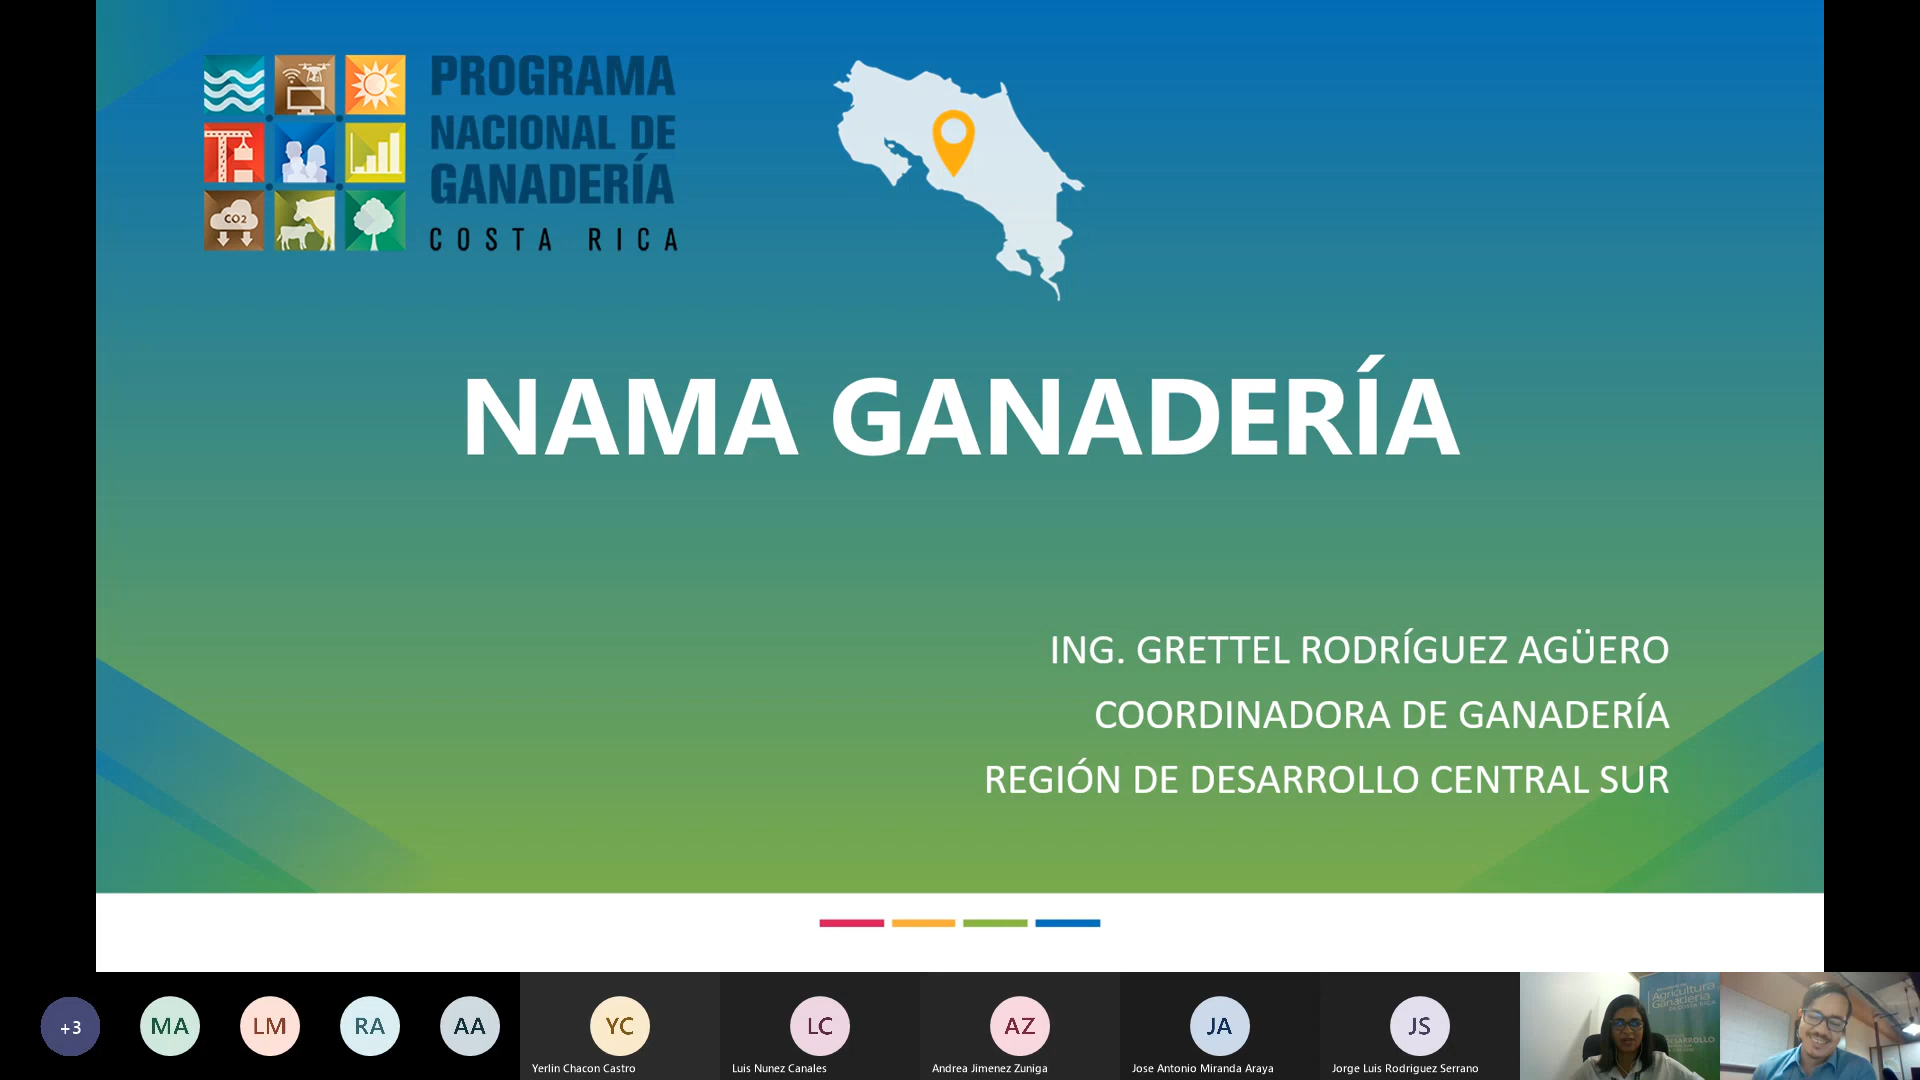 PROGRAMA
NACIONAL DE
GANADERÍA
COSTA RICA
CO2
NAMA GANADERÍA
ING. GRETTEL RODRÍGUEZ AGÜERO
COORDINADORA DE GANADERÍA
REGIÓN DE DESARROLLO CENTRAL SUR
+3
MA
LM
RA
AA
YC
Yerlin Chacon Castro
LC
Luis Nunez Canales
AZ
Andrea Jimenez Zuniga
JA
Jose Antonio Miranda Araya
JS
Jorge Luis Rodriguez Serrano
Agricultura
Ganadería